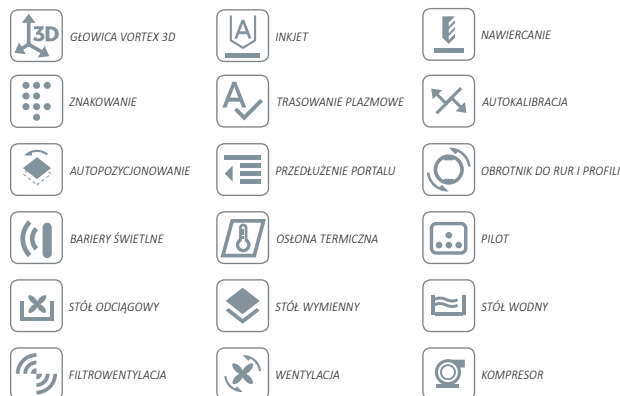 3D
GŁOWICA VORTEX 3D
A
INKJET
NAWIERCANIE
ZNAKOWANIE
A
TRASOWANIE PLAZMOWE
AUTOKALIBRACJA
AUTOPOZYCJONOWANIE
PRZEDŁUŻENIE PORTALU
OBROTNIK DO RUR I PROFILI
BARIERY ŚWIETLNE
OSŁONA TERMICZNA
PILOT
STÓŁ ODCIĄGOWY
STÓŁ WYMIENNY
STÓŁ WODNY
FILTROWENTYLACJA
WENTYLACJA
KOMPRESOR